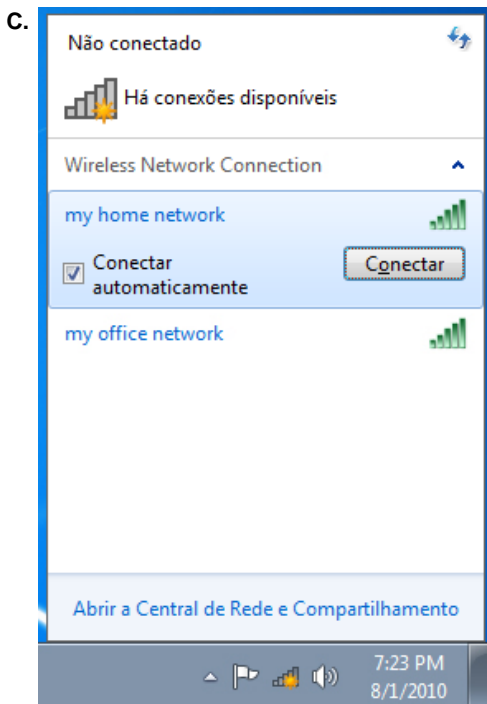 C.
Não conectado
Há conexões disponíveis
Wireless Network Connection
my home network
Conectar
automaticamente
Conectar
my office network
Abrir a Central de Rede e Compartilhamento
7:23 PM
8/1/2010